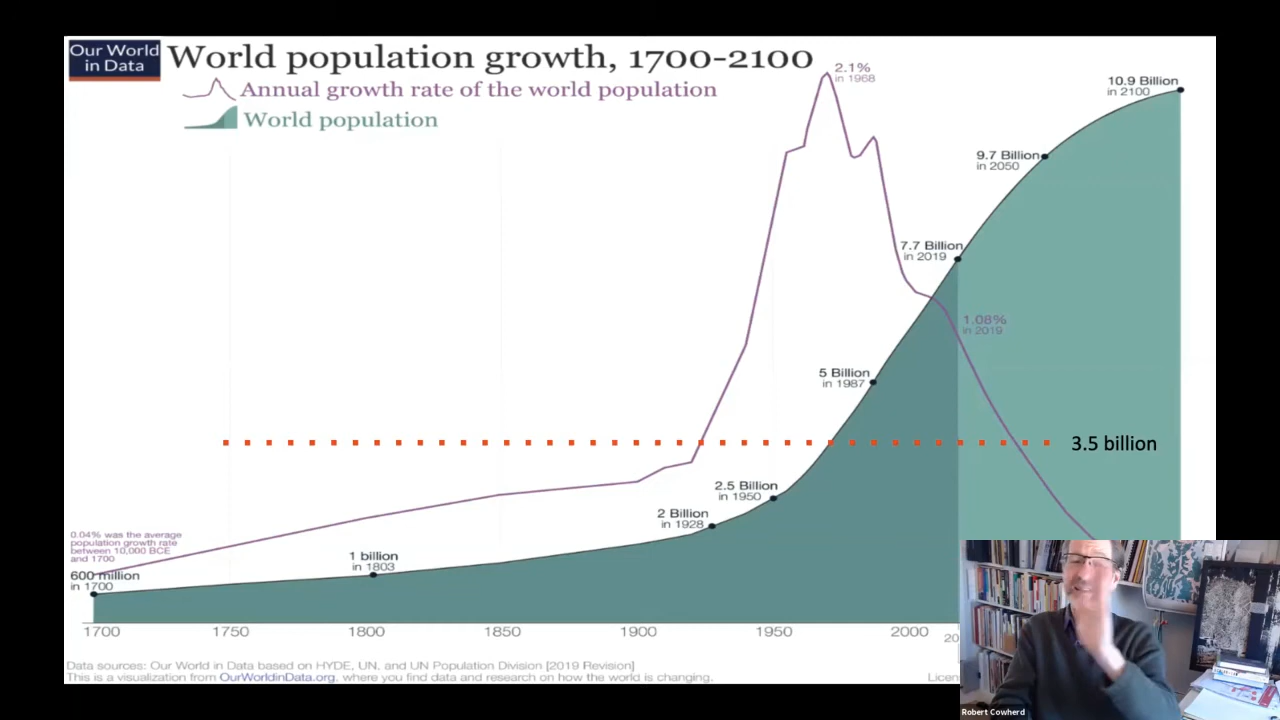 Our World
in Data
World population growth, 1700-2100
Annual growth rate of the world population
World population
2.1%
in 1968
10.9 Billion
in 2100
9.7 Billion
in 2050
7.7 Billion
in 2019
1.08%
in 2019
5 Billion
in 1987
3.5 billion
2.5 Billion
in 1950
2 Billion
in 1928
0.04% was the average
population growth rate
between 10,000 BCE
and 1700
1 billion
in 1803
600 million
in 1700
1700 1750 1800 1850 1900 1950 2000 20
Data sources: Our World in Data based on HYDE, UN, and UN Population Division [2019 Revision]
This is a visualization from OurWorldinData.org, where you find data and research on how the world is changing.
Licen
Robert Cowherd